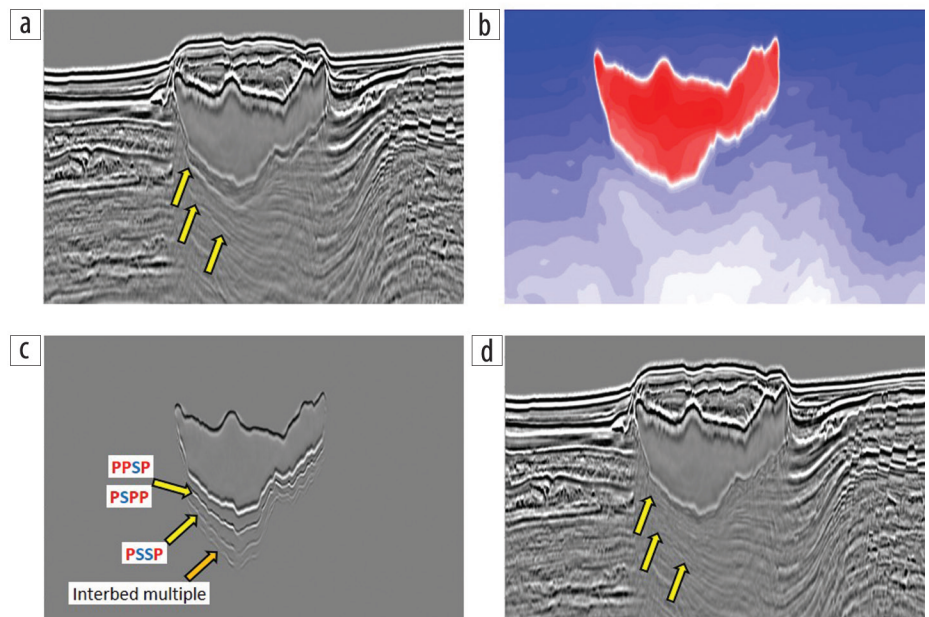 a
b
c
PPSP
PSPP
PSSP
Interbed multiple
d